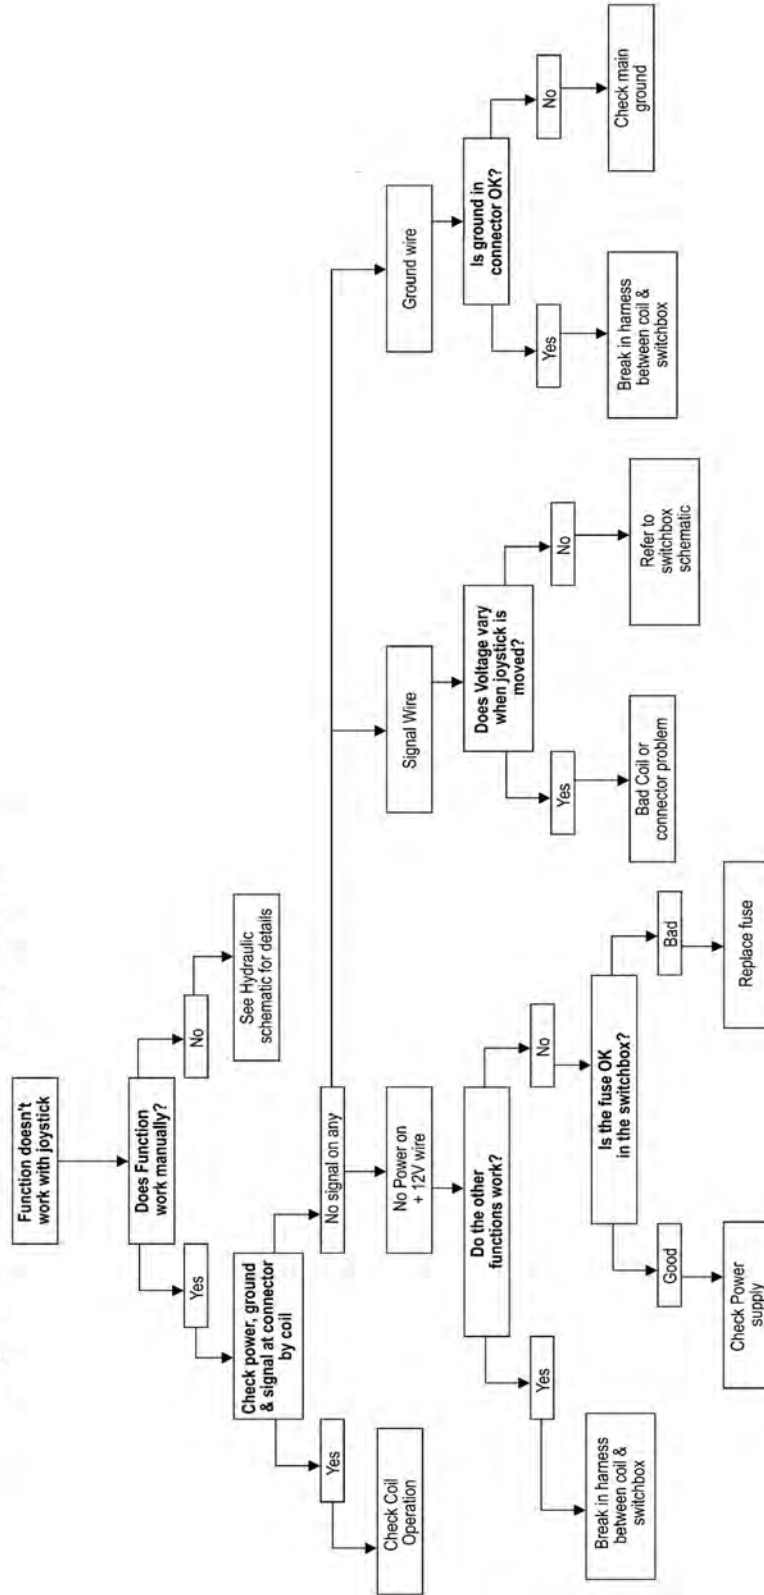 Function doesn't
work with joystick
Does Function
work manually?
Yes
No
See Hydraulic
schematic for details
Check power, ground
& signal at connector
by coil
Yes
Check Coil
Operation
No signal on any
No Power on
+ 12V wire
Do the other
functions work?
Yes
Break in harness
between coil &
switchbox
No
Is the fuse OK
in the switchbox?
Good
Check Power
supply
Bad
Replace fuse
Signal Wire
Does Voltage vary
when joystick is
moved?
Yes
Bad Coil or
connector problem
No
Refer to
switchbox
schematic
Ground wire
Is ground in
connector OK?
Yes
Break in harness
between coil &
switchbox
No
Check main
ground